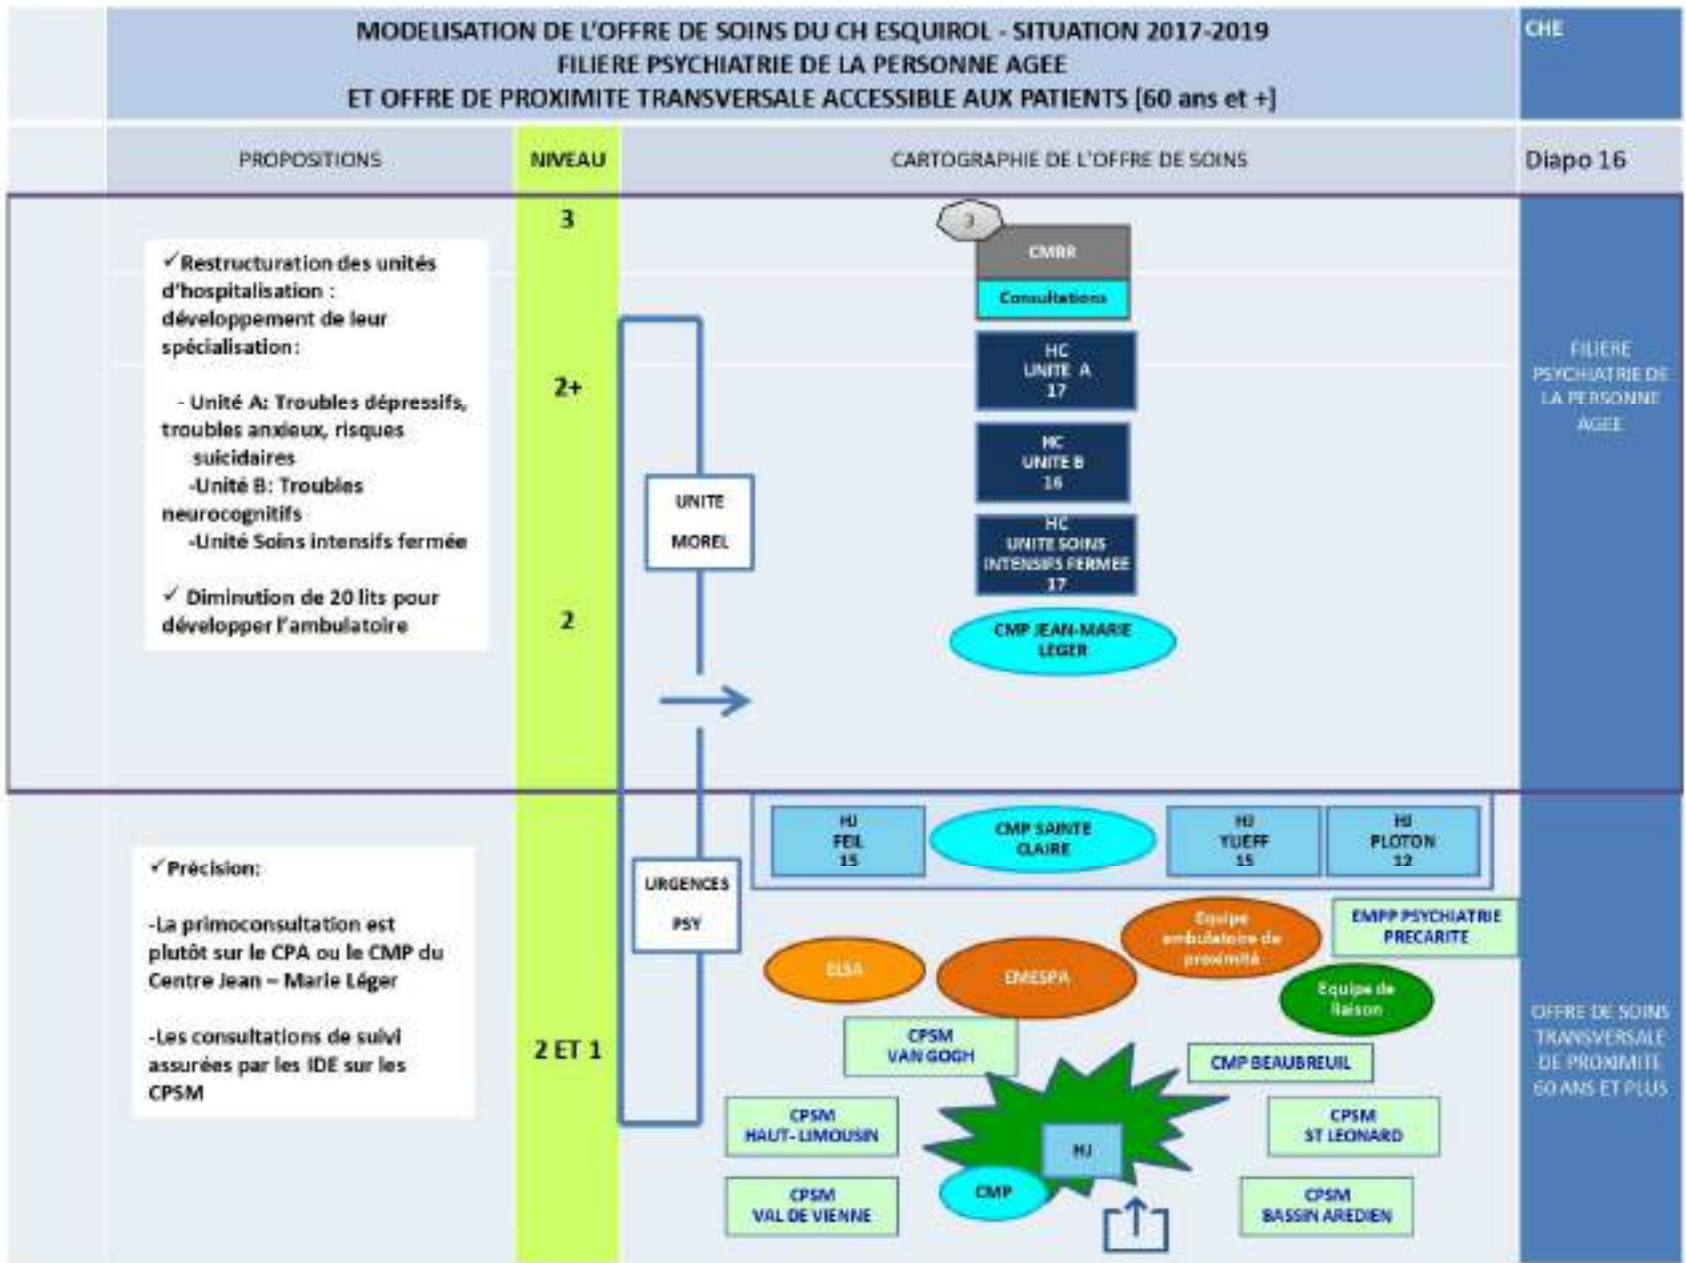 MODELISATION DE L'OFFRE DE SOINS DU CH ESQUIROL - SITUATION 2017-2019
FILIERE PSYCHIATRIE DE LA PERSONNE AGEE
ET OFFRE DE PROXIMITE TRANSVERSALE ACCESSIBLE AUX PATIENTS [60 ans et +]
CHE
PROPOSITIONS
NIVEAU
CARTOGRAPHIE DE L'OFFRE DE SOINS
Diapo 16
✓Restructuration des unités
d'hospitalisation :
développement de leur
spécialisation:
- Unité A: Troubles dépressifs,
troubles anxieux, risques
suicidaires
-Unité B: Troubles
neurocognitifs
-Unité Soins intensifs fermée
✓ Diminution de 20 lits pour
développer l'ambulatoire
3
2+
2
UNITE
MOREL
3
CMRR
Consultations
HC
UNITE A
17
HC
UNITE B
16
HC
UNITE SOINS
INTENSIFS FERMEE
17
CMP JEAN-MARIE
LEGER
FILIERE
PSYCHIATRIE DE
LA PERSONNE
AGEE
✓Précision:
-La primoconsultation est
plutôt sur le CPA ou le CMP du
Centre Jean – Marie Léger
-Les consultations de suivi
assurées par les IDE sur les
CPSM
2 ET 1
URGENCES
PSY
HJ
FEIL
15
CMP SAINTE
CLAIRE
HJ
YUEFF
15
HJ
PLOTON
12
ELSA
EMESPA
Equipe
ambulatoire de
proximité
EMPP PSYCHIATRIE
PRECARITE
Equipe de
liaison
CPSM
VAN GOGH
CMP BEAUBREUIL
CPSM
HAUT-LIMOUSIN
HJ
CPSM
ST LEONARD
CPSM
VAL DE VIENNE
CMP
CPSM
BASSIN AREDIEN
OFFRE DE SOINS
TRANSVERSALE
DE PROXIMITE
60 ANS ET PLUS